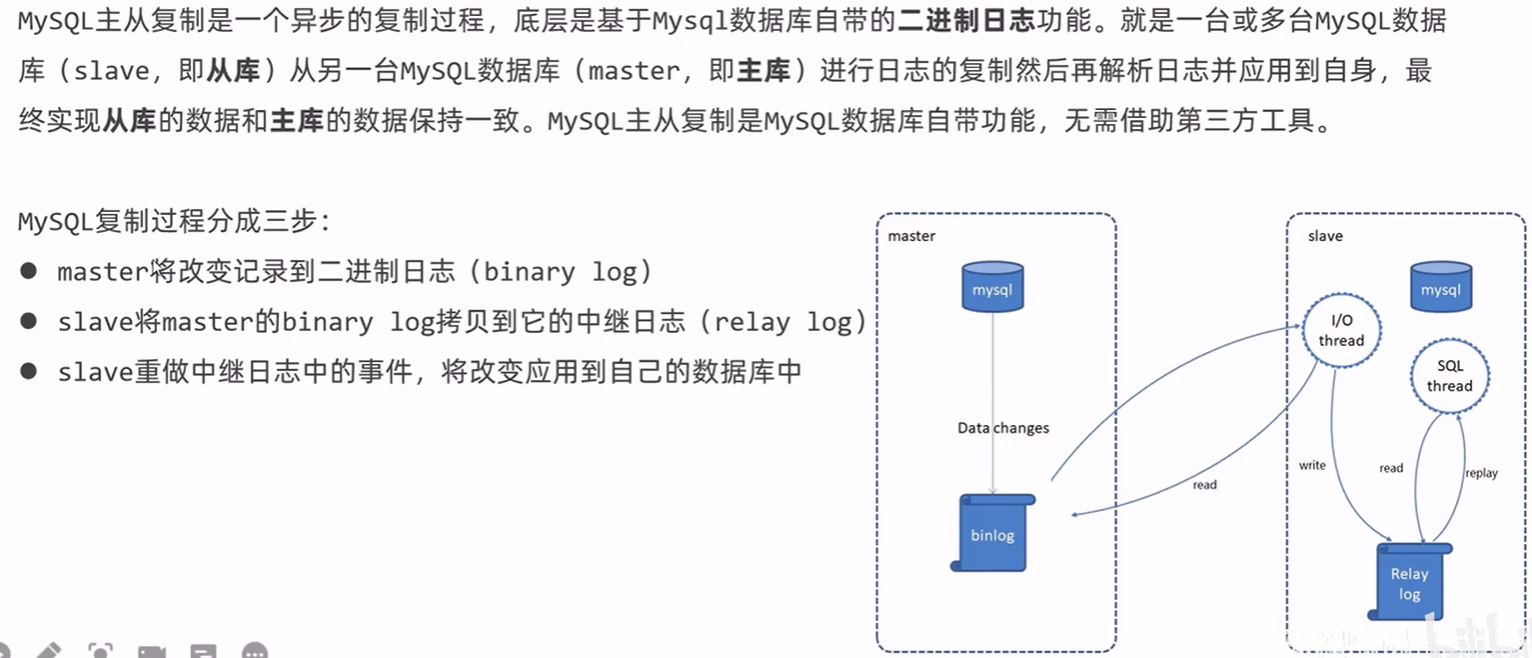 MySQL主从复制是一个异步的复制过程，底层是基于Mysql数据库自带的二进制日志功能。就是一台或多台MySQL数据
库（slave，即从库）从另一台MySQL数据库（master，即主库）进行日志的复制然后再解析日志并应用到自身，最
终实现从库的数据和主库的数据保持一致。MySQL主从复制是MySQL数据库自带功能，无需借助第三方工具。
MySQL复制过程分成三步：
● master将改变记录到二进制日志（binary log）
● slave将master的binary log拷贝到它的中继日志（relay log）
● slave重做中继日志中的事件，将改变应用到自己的数据库中
master
mysql
Data changes
binlog
read
slave
mysql
I/O
thread
SQL
thread
write
read
replay
Relay
log